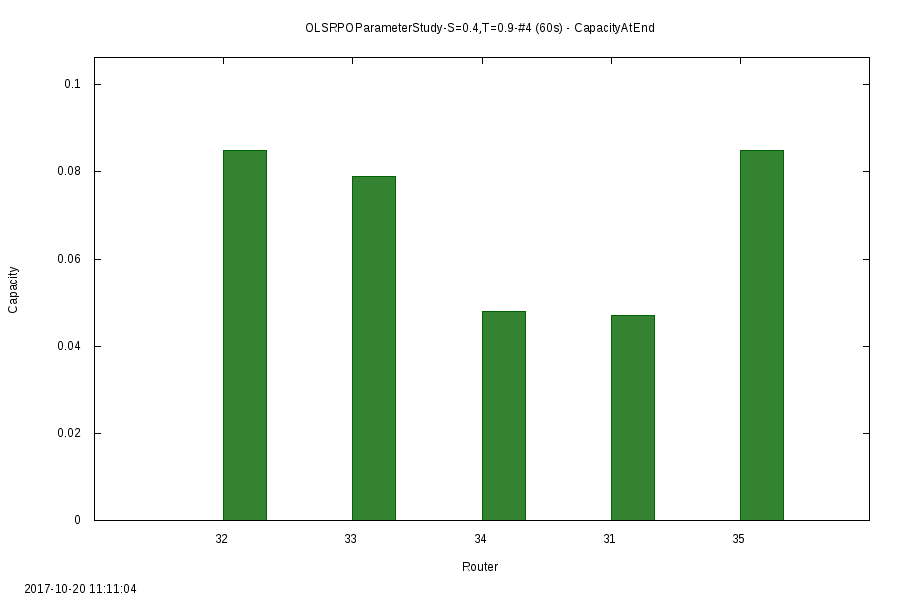 OLSRPOParameterStudy-S=0.4,T=0.9-#4 (60s) - CapacityAtEnd
0.1
0.08
0.06
0.04
0.02
0
Capacity
32 33 34 31 35
Router
2017-10-20 11:11:04